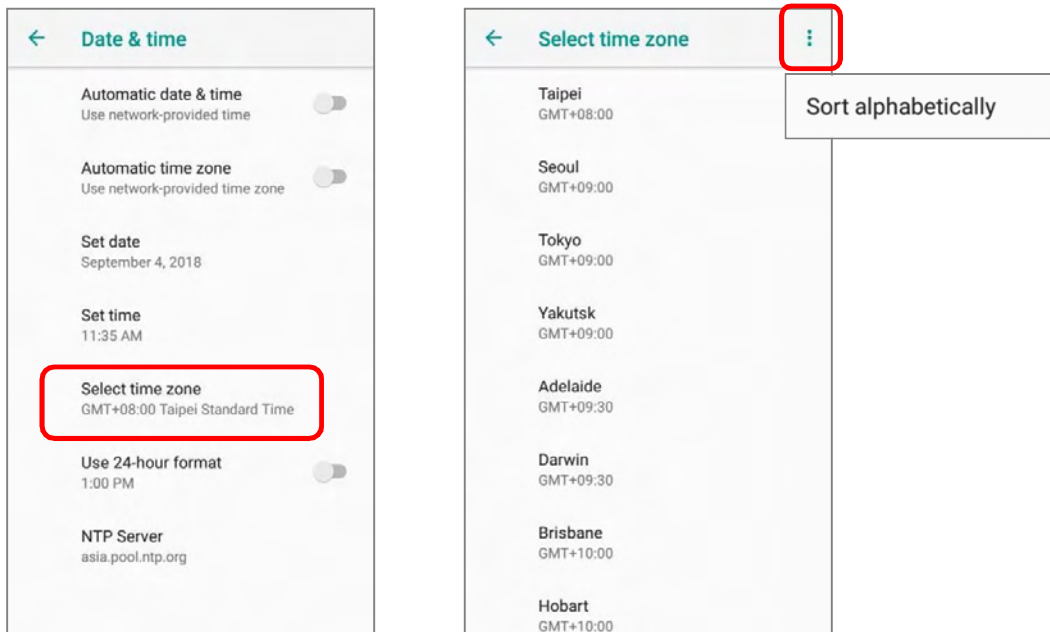 Date & time
Automatic date & time
Use network-provided time
Automatic time zone
Use network-provided time zone
Set date
September 4, 2018
Set time
11:35 AM
Select time zone
GMT+08:00 Taipei Standard Time
Use 24-hour format
1:00 PM
NTP Server
asia.pool.ntp.org
Select time zone
Sort alphabetically
Taipei
GMT+08:00
Seoul
GMT+09:00
Tokyo
GMT+09:00
Yakutsk
GMT+09:00
Adelaide
GMT+09:30
Darwin
GMT+09:30
Brisbane
GMT+10:00
Hobart
GMT+10:00